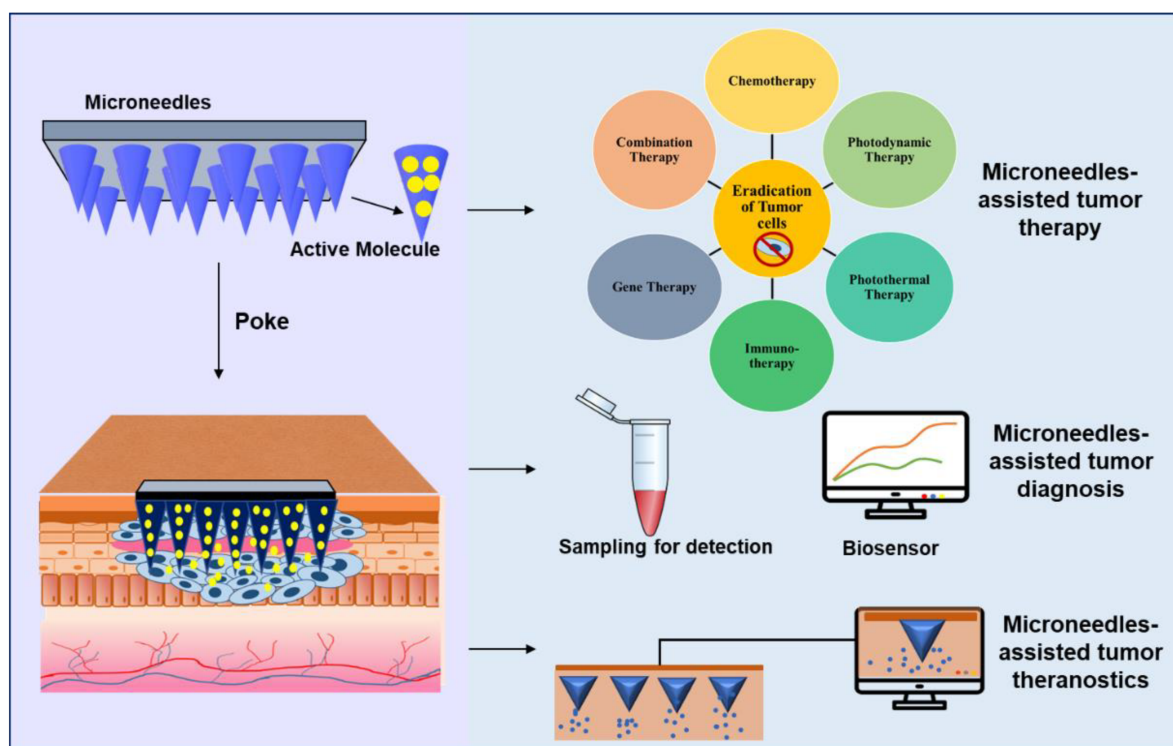 Microneedles
Active Molecule
Poke
Chemotherapy
Combination
Therapy
Photodynamic
Therapy
Eradication
of Tumor
cells
Gene Therapy
Photothermal
Therapy
Immuno-
therapy
Microneedles-
assisted tumor
therapy
Sampling for detection
Biosensor
Microneedles-
assisted tumor
diagnosis
Microneedles-
assisted tumor
theranostics